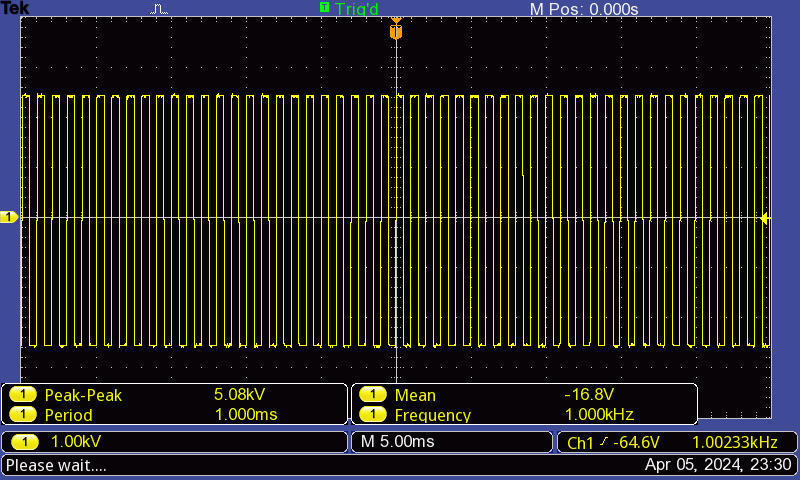 Tek T Trig'd M Pos: 0.000s
T
1
1 Peak-Peak 5.08kV 1 Mean -16.8V
1 Period 1.000ms 1 Frequency 1.000kHz
1 1.00kV M 5.00ms Ch1 -64.6V 1.00233kHz
Please wait.... Apr 05, 2024, 23:30